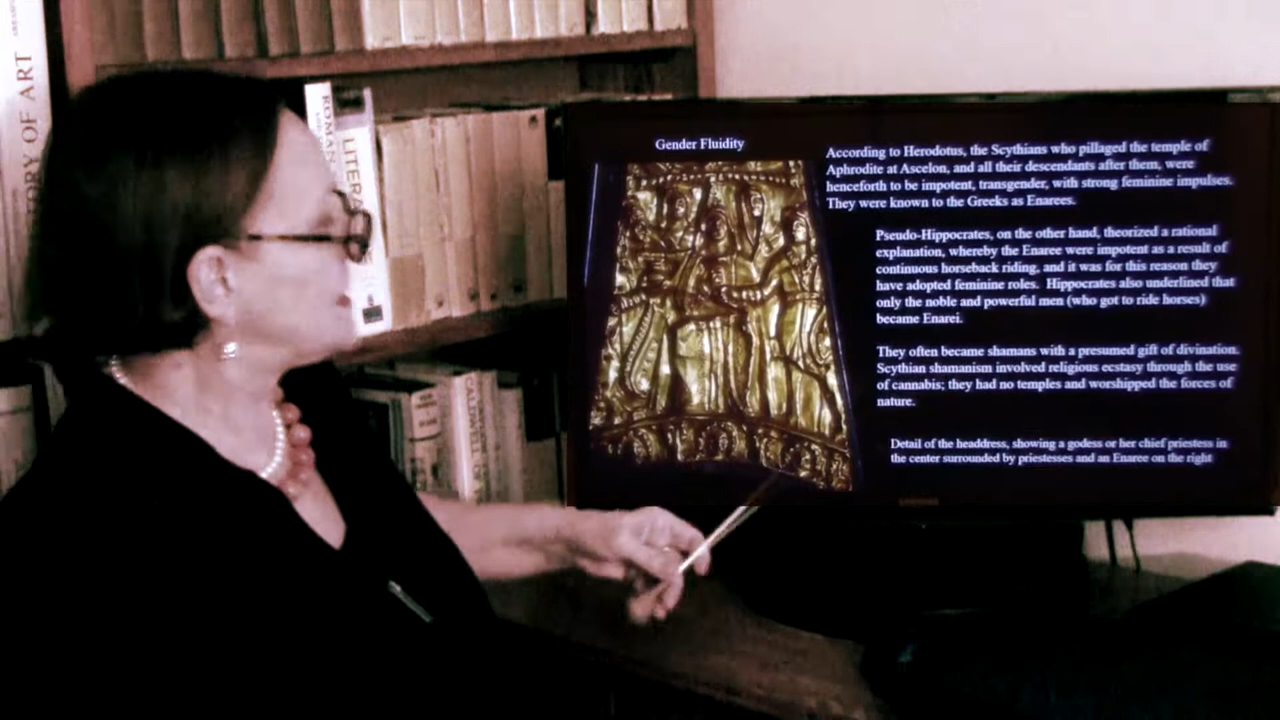 TORY OF ART
ROMAN
LITERA
Gender Fluidity
According to Herodotus, the Scythians who pillaged the temple of
Aphrodite at Ascelon, and all their descendants after them, were
henceforth to be impotent, transgender, with strong feminine impulses.
They were known to the Greeks as Enarees.
Pseudo-Hippocrates, on the other hand, theorized a rational
explanation, whereby the Enaree were impotent as a result of
continuous horseback riding, and it was for this reason they
have adopted feminine roles. Hippocrates also underlined that
only the noble and powerful men (who got to ride horses)
became Enarei.
They often became shamans with a presumed gift of divination.
Scythian shamanism involved religious ecstasy through the use
of cannabis; they had no temples and worshipped the forces of
nature.
Detail of the headdress, showing a godess or her chief priestess in
the center surrounded by priestesses and an Enaree on the right